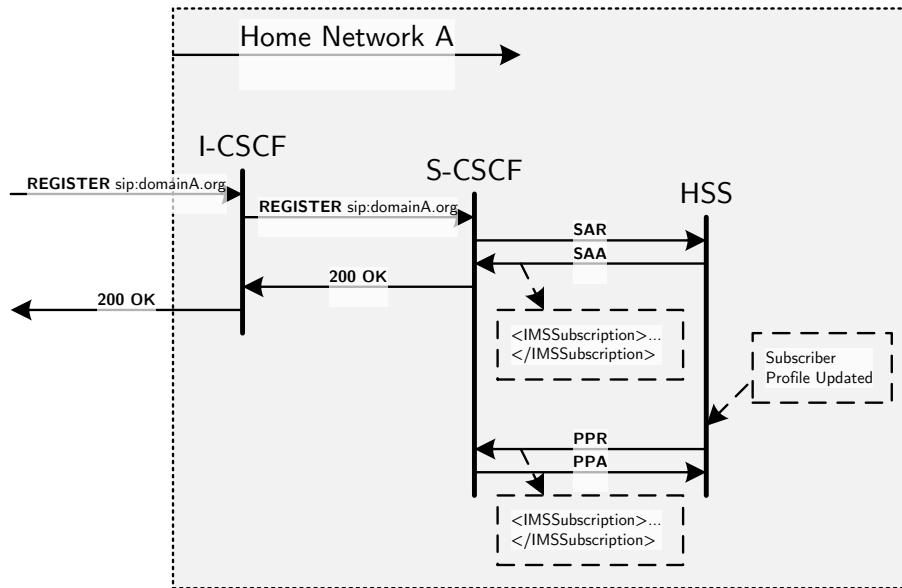 Home Network A
I-CSCF
S-CSCF
HSS
REGISTER sip:domainA.org
REGISTER sip:domainA.org
SAR
SAA
200 OK
200 OK
<IMSSubscription>...
</IMSSubscription>
Subscriber
Profile Updated
PPR
PPA
<IMSSubscription>...
</IMSSubscription>